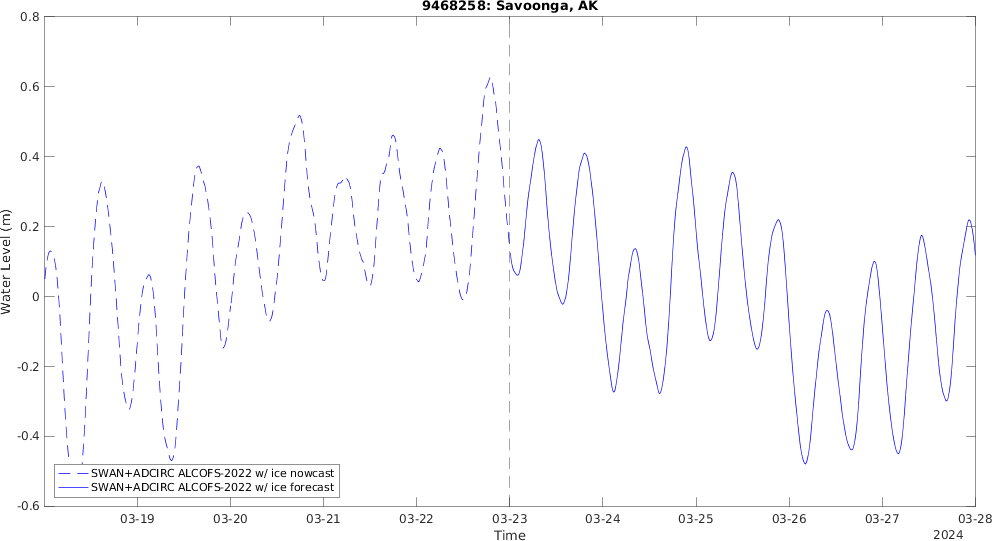 9468258: Savoonga, AK
0.8
0.6
0.4
0.2
0
-0.2
-0.4
-0.6
Water Level (m)
SWAN+ADCIRC ALCOFS-2022 w/ ice nowcast
SWAN+ADCIRC ALCOFS-2022 w/ ice forecast
03-19 03-20 03-21 03-22 03-23 03-24 03-25 03-26 03-27 03-28
Time
2024